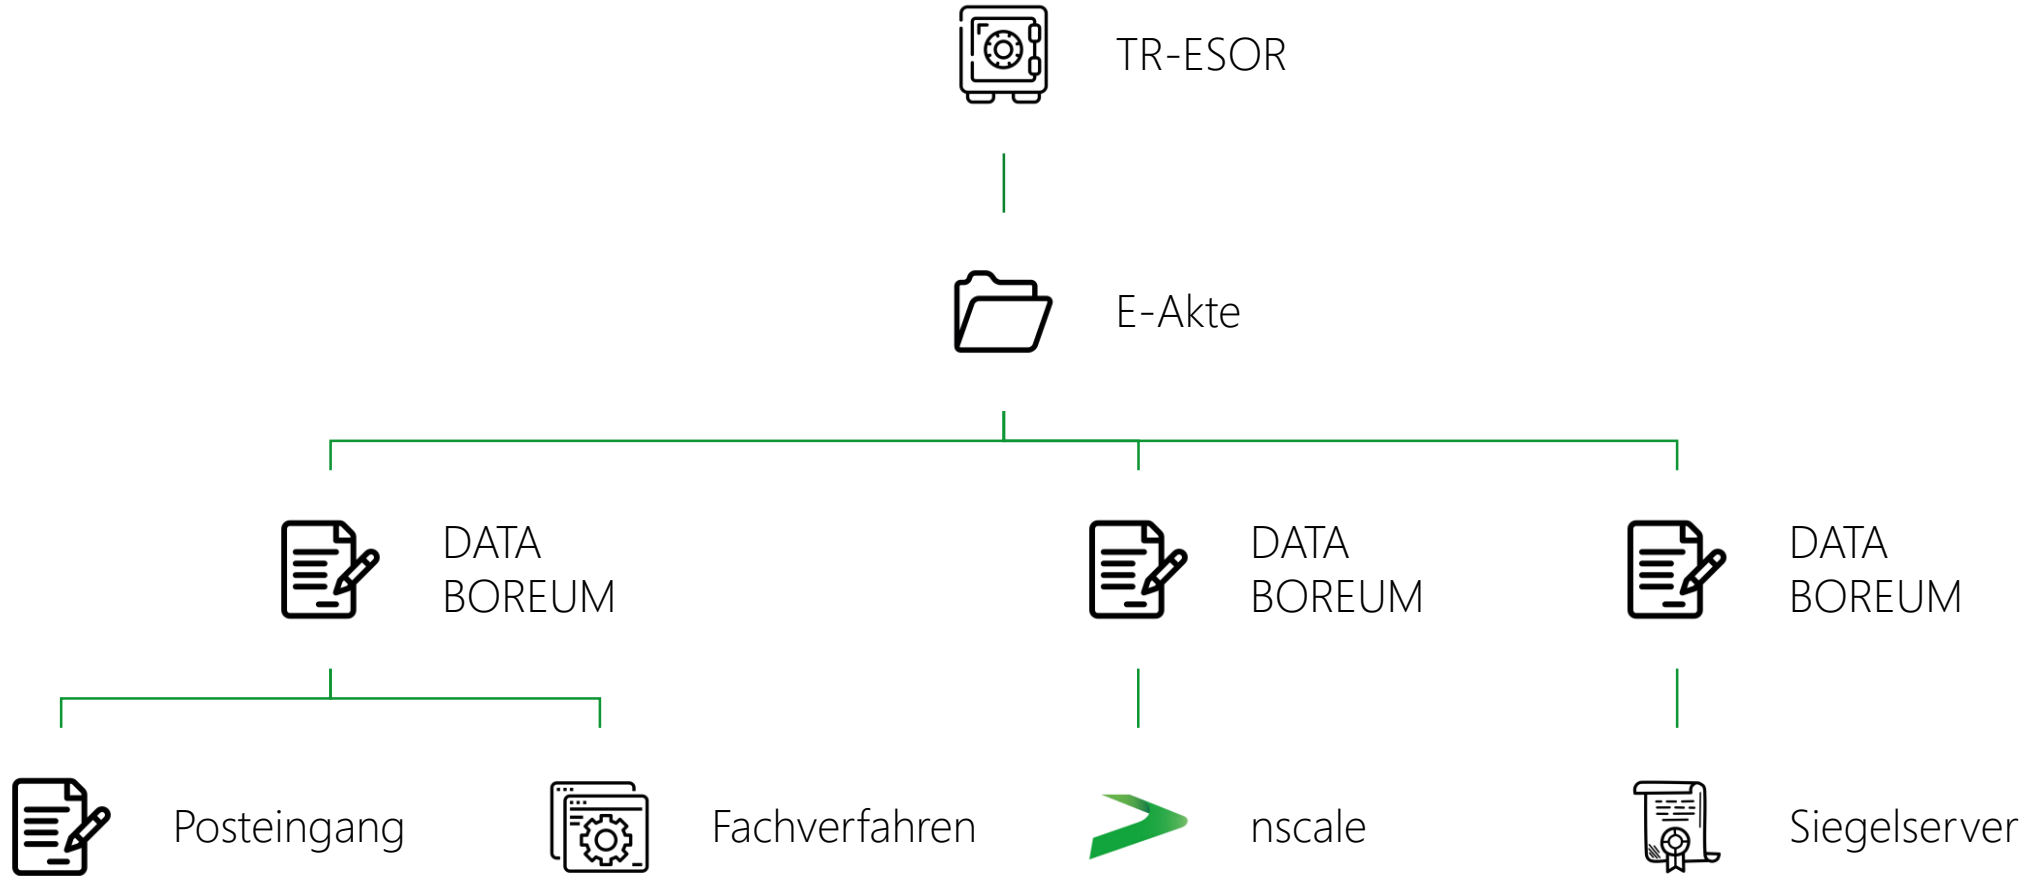 TR-ESOR
E-Akte
DATA
BOREUM
DATA
BOREUM
DATA
BOREUM
Posteingang
Fachverfahren
nscale
Siegelserver